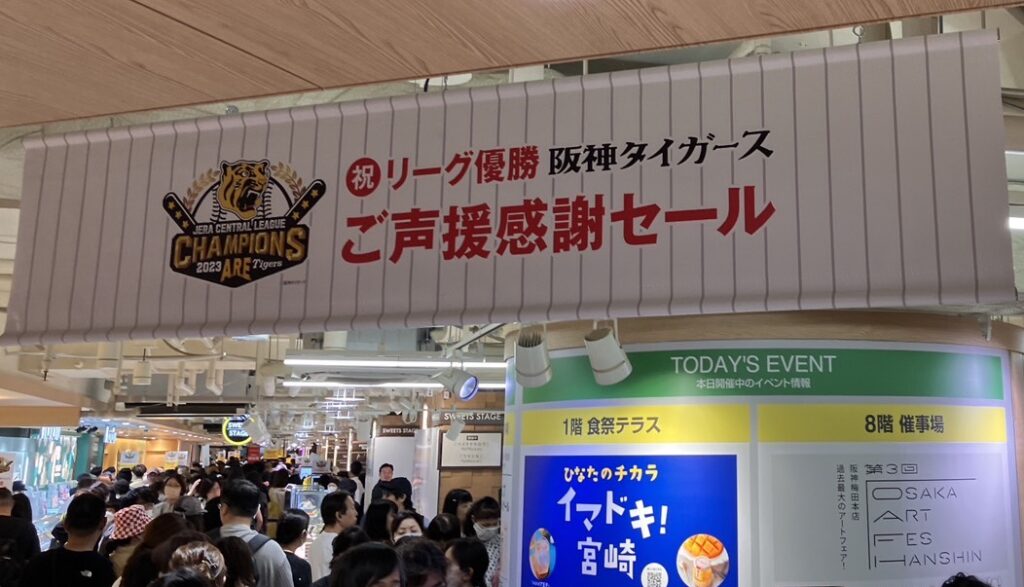 祝 リーグ優勝 阪神タイガース
ご声援感謝セール
JERA CENTRAL LEAGUE
CHAMPIONS
2023 ARE Tigers
TODAY'S EVENT
本日開催中のイベント情報
1階 食祭テラス
8階 催事場
ひなたのチカラ
イマドキ!
宮崎
第3回
OSAKA
ART
FES
HANSHIN
阪神梅田本店
過去最大のアートフェア!
SWEETS STAGE
SWEETS STAGE